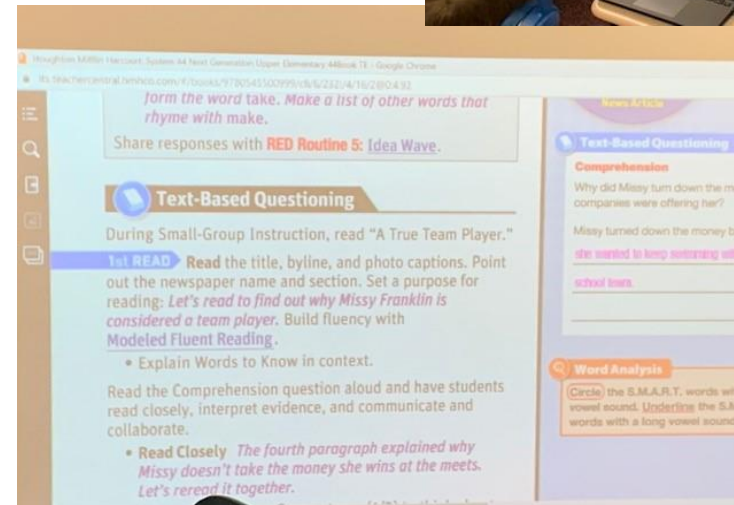 Houghton Mifflin Harcourt: System 44 Next Generation Upper Elementary 44Book TE - Google Chrome
form the word take. Make a list of other words that
rhyme with make.
Share responses with RED Routine 5: Idea Wave.
Text-Based Questioning
During Small-Group Instruction, read “A True Team Player.”
1st READ Read the title, byline, and photo captions. Point
out the newspaper name and section. Set a purpose for
reading: Let's read to find out why Missy Franklin is
considered a team player. Build fluency with
Modeled Fluent Reading.
• Explain Words to Know in context.
Read the Comprehension question aloud and have students
read closely, interpret evidence, and communicate and
collaborate.
• Read Closely The fourth paragraph explained why
Missy doesn't take the money she wins at the meets.
Let's reread it together.
News Article
Text-Based Questioning
Comprehension
Why did Missy turn down the m
companies were offering her?
Missy turned down the money b
she wanted to keep swimming wit
school team.
Word Analysis
Circle the S.M.A.R.T. words wi
vowel sound. Underline the S.M
words with a long vowel sound